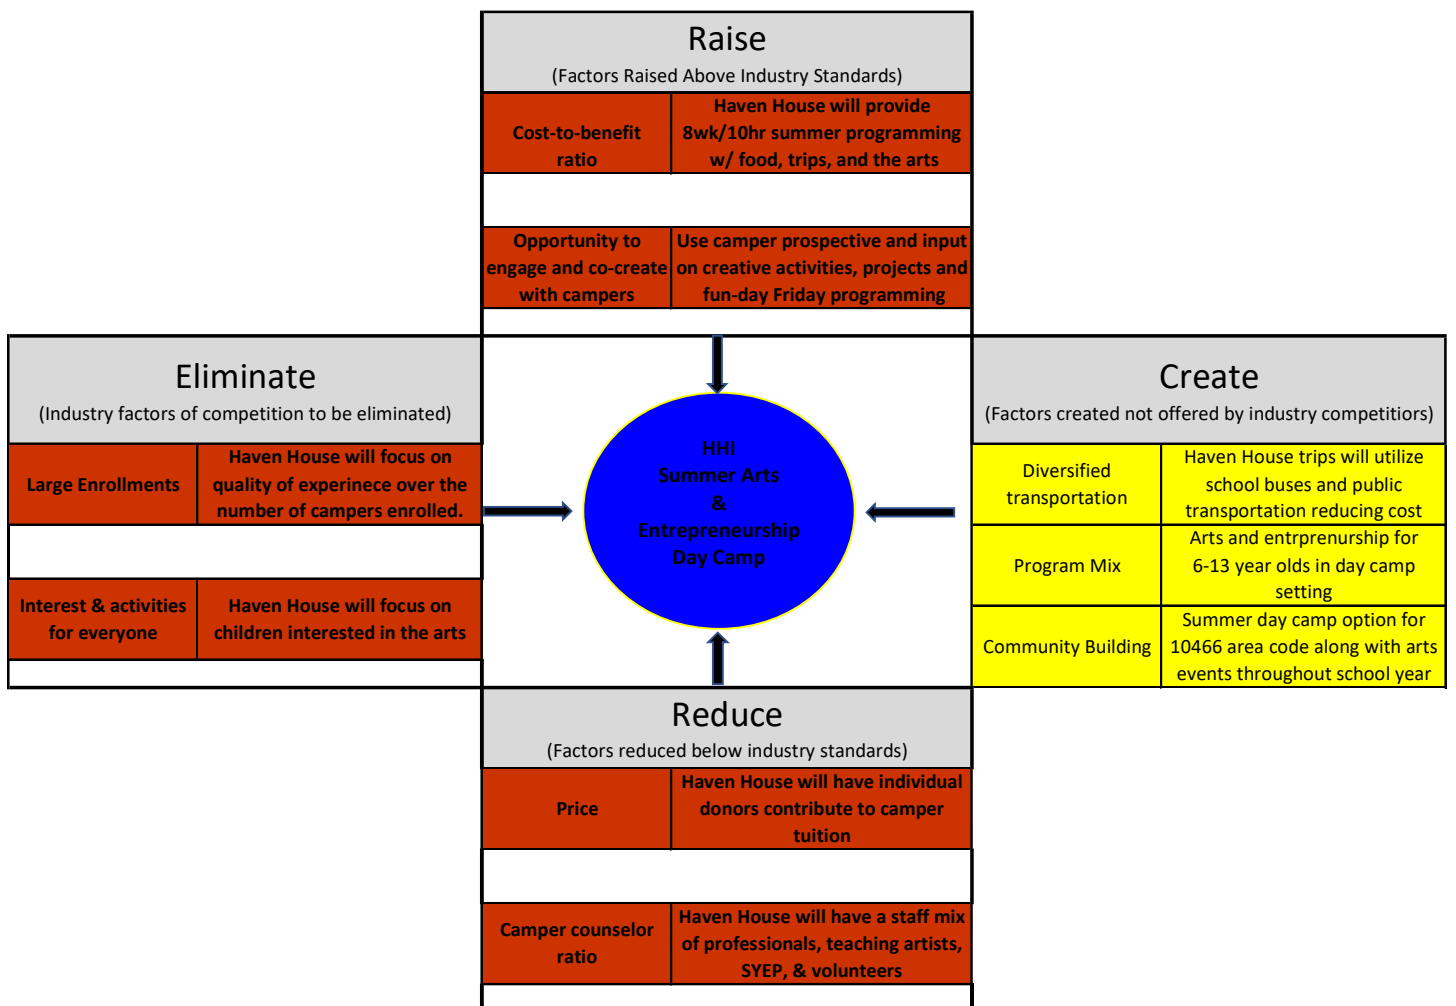 Raise
(Factors Raised Above Industry Standards)
Cost-to-benefit
ratio
Haven House will provide
8wk/10hr summer programming
w/ food, trips, and the arts
Opportunity to
engage and co-create
with campers
Use camper prospective and input
on creative activities, projects and
fun-day Friday programming
Eliminate
(Industry factors of competition to be eliminated)
Large Enrollments
Haven House will focus on
quality of experinece over the
number of campers enrolled.
Interest & activities
for everyone
Haven House will focus on
children interested in the arts
HHI
Summer Arts
&
Entrepreneurship
Day Camp
Create
(Factors created not offered by industry competitiors)
Diversified
transportation
Haven House trips will utilize
school buses and public
transportation reducing cost
Program Mix
Arts and entrprenurship for
6-13 year olds in day camp
setting
Community Building
Summer day camp option for
10466 area code along with arts
events throughout school year
Reduce
(Factors reduced below industry standards)
Price
Haven House will have individual
donors contribute to camper
tuition
Camper counselor
ratio
Haven House will have a staff mix
of professionals, teaching artists,
SYEP, & volunteers